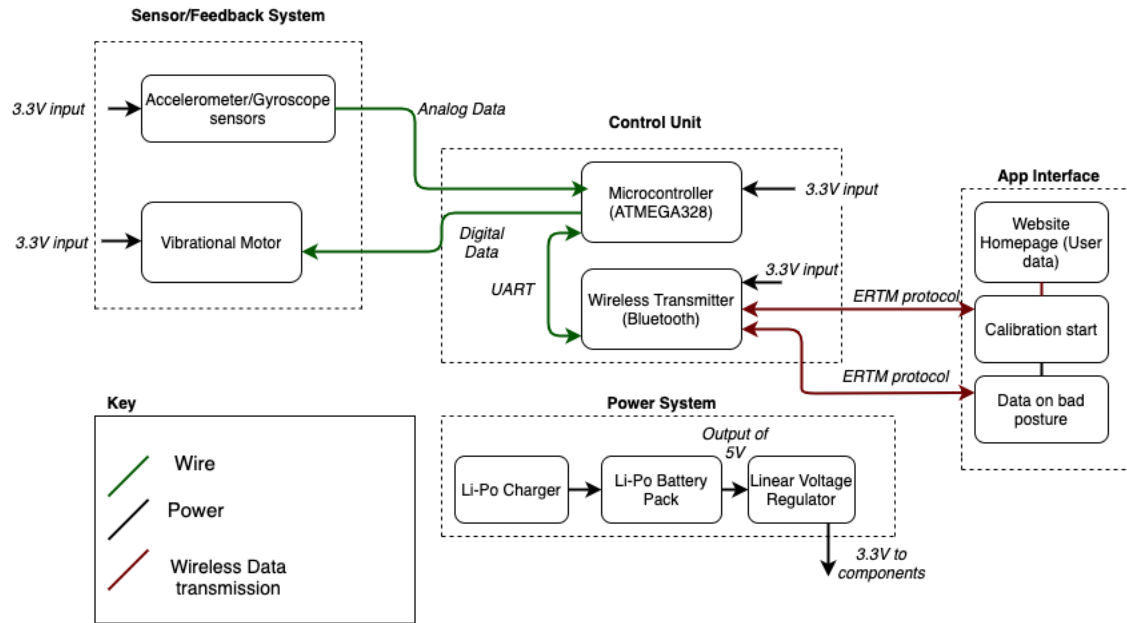 Sensor/Feedback System
3.3V input
Accelerometer/Gyroscope
sensors
Analog Data
3.3V input
Vibrational Motor
Digital
Data
Control Unit
Microcontroller
(ATMEGA328)
3.3V input
UART
Wireless Transmitter
(Bluetooth)
3.3V input
ERTM protocol
ERTM protocol
App Interface
Website
Homepage (User
data)
Calibration start
Data on bad
posture
Key
Wire
Power
Wireless Data
transmission
Power System
Li-Po Charger
Li-Po Battery
Pack
Output of
5V
Linear Voltage
Regulator
3.3V to
components